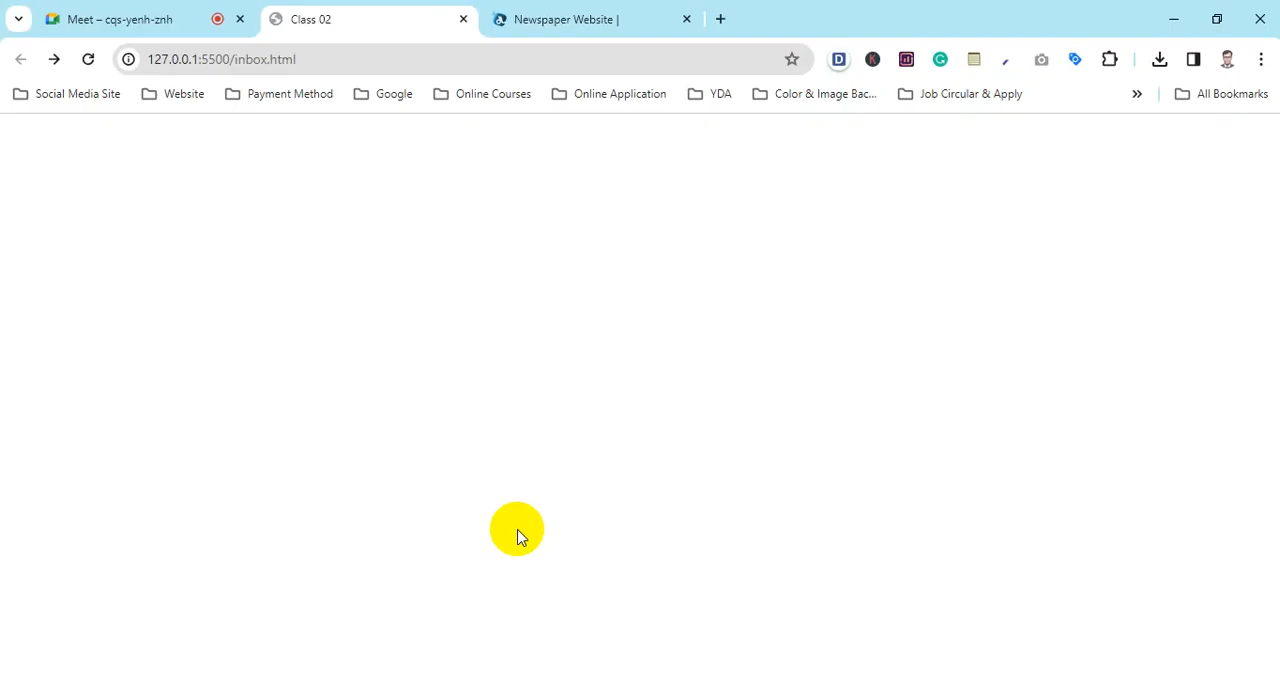 Meet – cqs-yenh-znh
Class 02
Newspaper Website |
127.0.0.1:5500/inbox.html
Social Media Site
Website
Payment Method
Google
Online Courses
Online Application
YDA
Color & Image Bac...
Job Circular & Apply
All Bookmarks